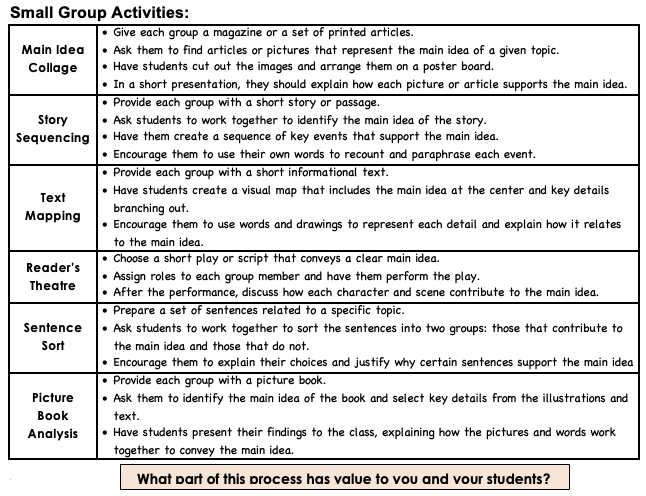 Small Group Activities:
Main Idea
Collage
• Give each group a magazine or a set of printed articles.
• Ask them to find articles or pictures that represent the main idea of a given topic.
• Have students cut out the images and arrange them on a poster board.
• In a short presentation, they should explain how each picture or article supports the main idea.
Story
Sequencing
• Provide each group with a short story or passage.
• Ask students to work together to identify the main idea of the story.
• Have them create a sequence of key events that support the main idea.
• Encourage them to use their own words to recount and paraphrase each event.
Text
Mapping
• Provide each group with a short informational text.
• Have students create a visual map that includes the main idea at the center and key details
branching out.
• Encourage them to use words and drawings to represent each detail and explain how it relates
to the main idea.
Reader's
Theatre
• Choose a short play or script that conveys a clear main idea.
• Assign roles to each group member and have them perform the play.
• After the performance, discuss how each character and scene contribute to the main idea.
Sentence
Sort
• Prepare a set of sentences related to a specific topic.
• Ask students to work together to sort the sentences into two groups: those that contribute to
the main idea and those that do not.
• Encourage them to explain their choices and justify why certain sentences support the main idea
Picture
Book
Analysis
• Provide each group with a picture book.
• Ask them to identify the main idea of the book and select key details from the illustrations and
text.
• Have students present their findings to the class, explaining how the pictures and words work
together to convey the main idea.
What part of this process has value to you and your students?